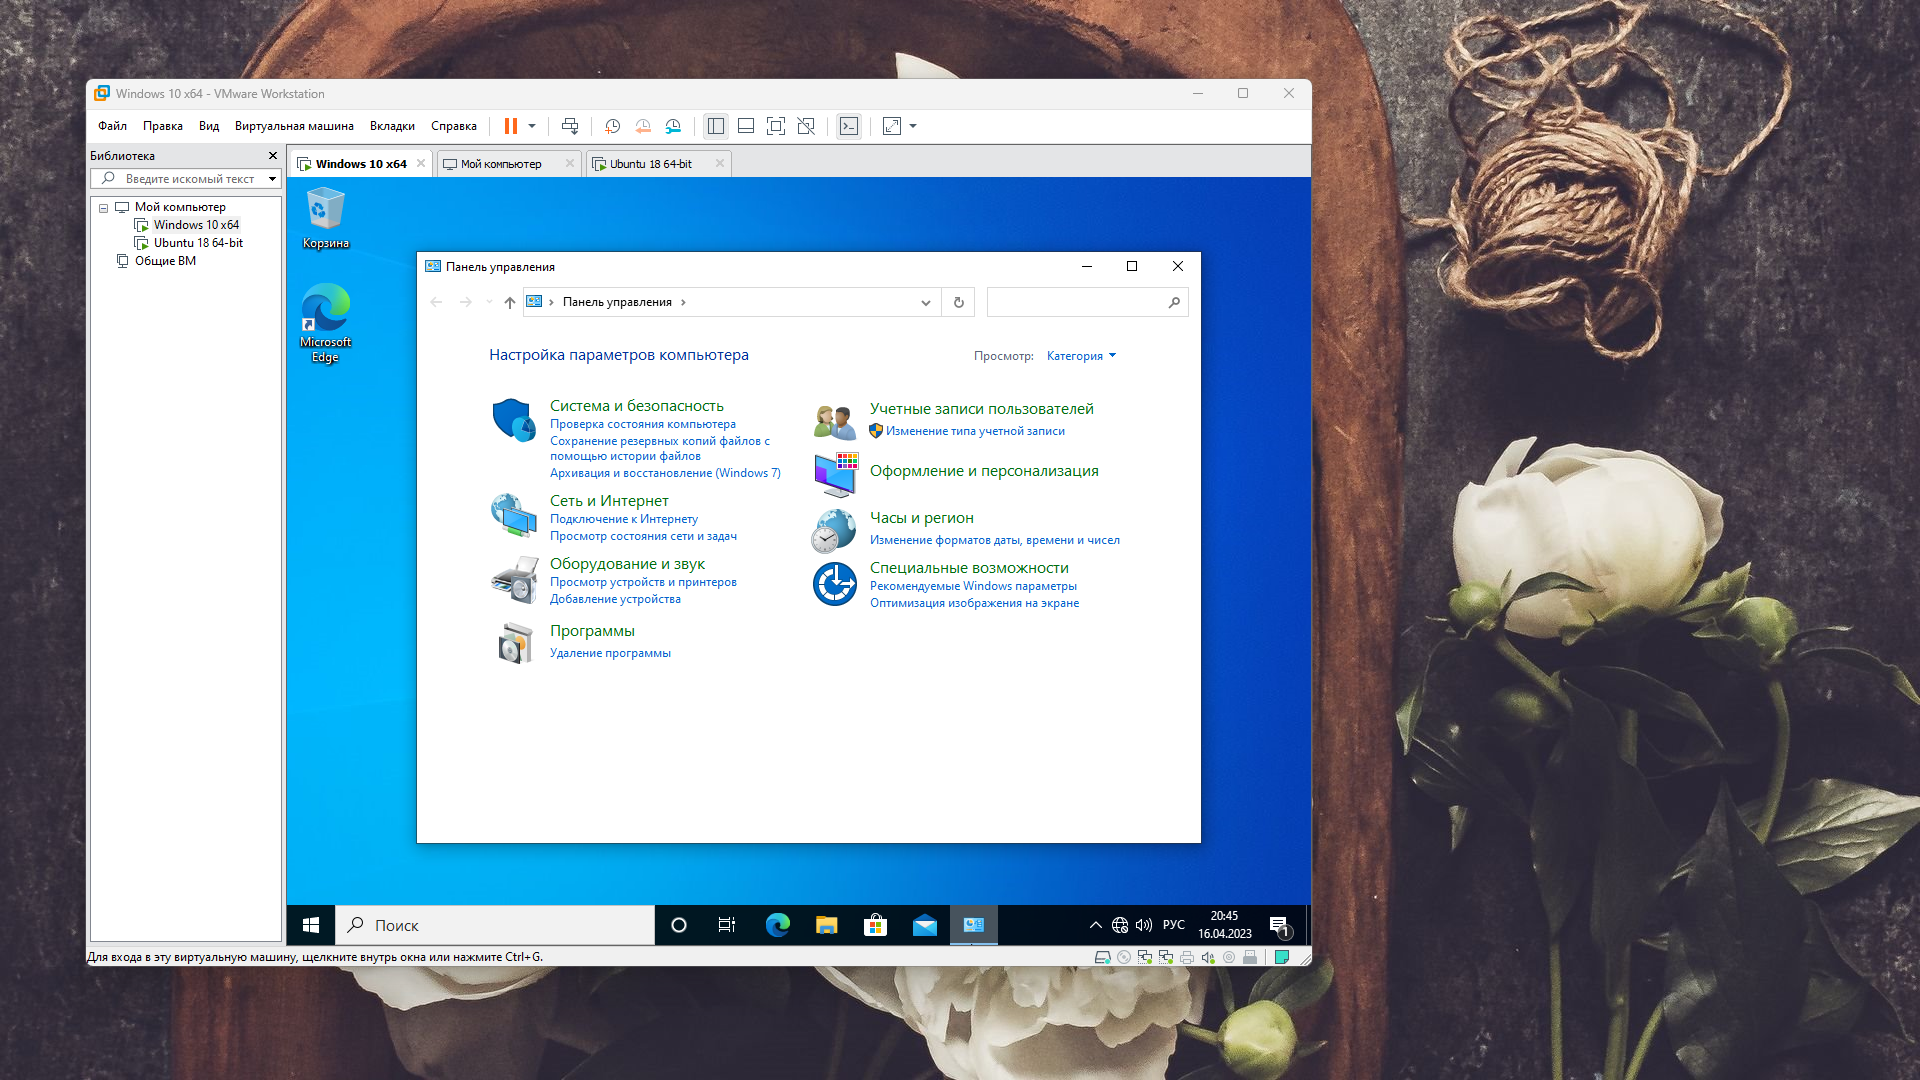 Windows 10 x64 - VMware Workstation
Файл Правка Вид Виртуальная машина Вкладки Справка
Библиотека
Введите искомый текст
Мой компьютер
Windows 10 x64
Ubuntu 18 64-bit
Общие ВМ
Windows 10 x64 Мой компьютер Ubuntu 18 64-bit
Корзина
Microsoft
Edge
Панель управления
Панель управления
Настройка параметров компьютера
Просмотр: Категория
Система и безопасность
Проверка состояния компьютера
Сохранение резервных копий файлов с
помощью истории файлов
Архивация и восстановление (Windows 7)
Сеть и Интернет
Подключение к Интернету
Просмотр состояния сети и задач
Оборудование и звук
Просмотр устройств и принтеров
Добавление устройства
Программы
Удаление программы
Учетные записи пользователей
Изменение типа учетной записи
Оформление и персонализация
Часы и регион
Изменение форматов даты, времени и чисел
Специальные возможности
Рекомендуемые Windows параметры
Оптимизация изображения на экране
Поиск
РУС
20:45
16.04.2023
1
Для входа в эту виртуальную машину, щелкните внутрь окна или нажмите Ctrl+G.